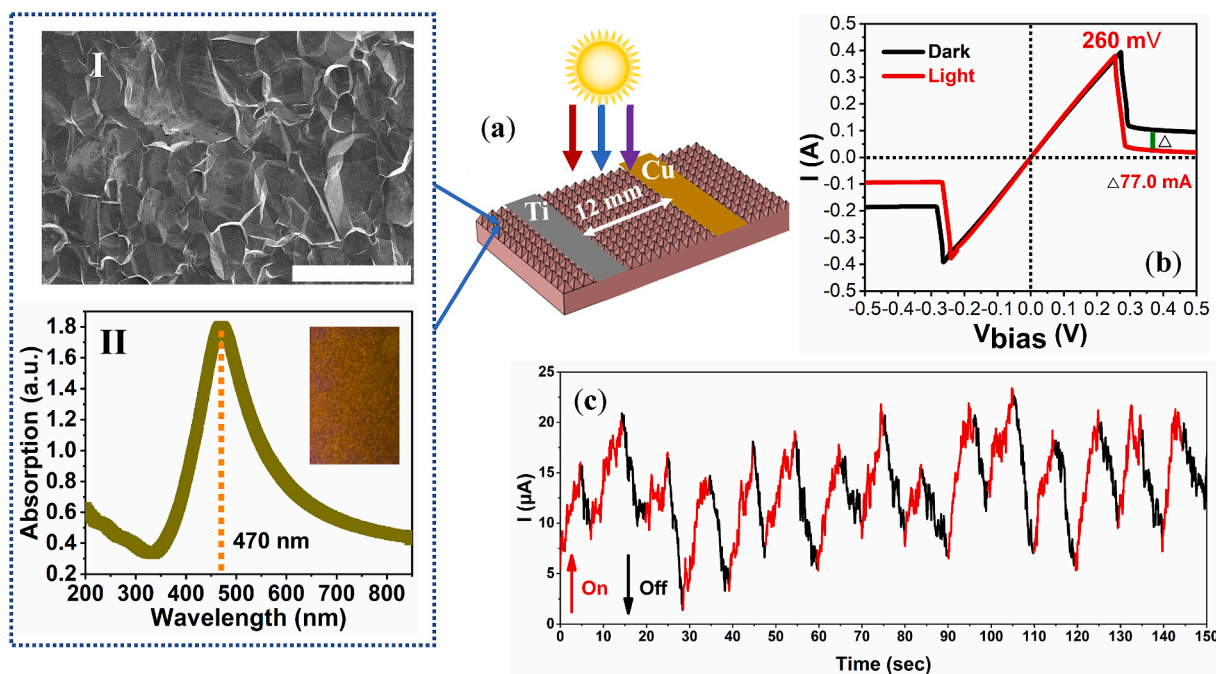 I
(a)
Ti
Cu
12 mm
II
1.8
1.6
1.4
1.2
1.0
0.8
0.6
0.4
0.2
Absorption (a.u.)
470 nm
200 300 400 500 600 700 800
Wavelength (nm)
0.5
0.4
0.3
0.2
0.1
0.0
-0.1
-0.2
-0.3
-0.4
-0.5
I (A)
Dark
Light
260 mV
△
△77.0 mA
(b)
-0.5 -0.4 -0.3 -0.2 -0.1 0.0 0.1 0.2 0.3 0.4 0.5
Vbias (V)
25
20
15
10
5
0
I (µA)
(c)
On
Off
0 10 20 30 40 50 60 70 80 90 100 110 120 130 140 150
Time (sec)